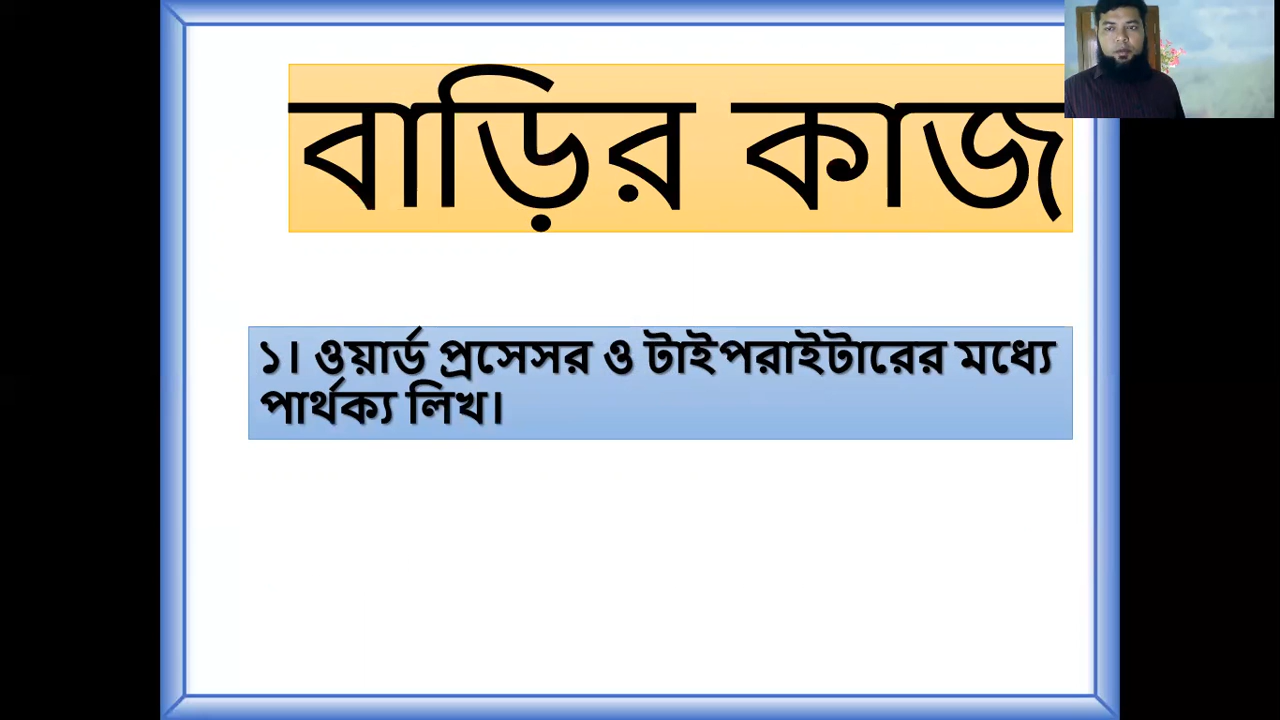 বাড়ির কাজ
১। ওয়ার্ড প্রসেসর ও টাইপরাইটারের মধ্যে
পার্থক্য লিখ।